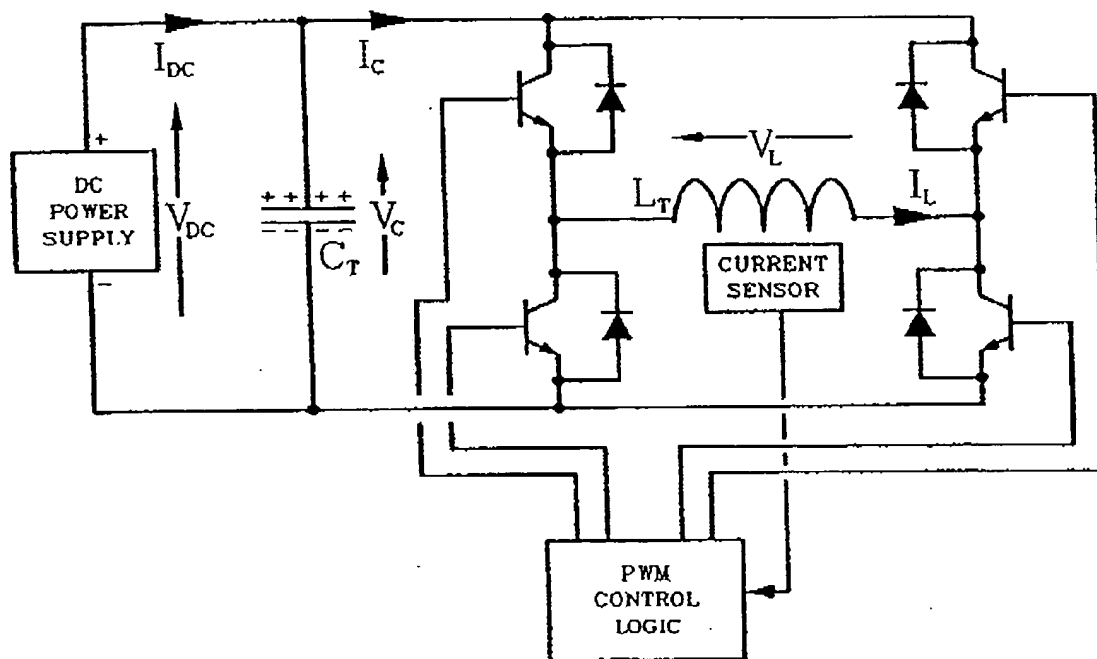 I_DC
I_C
+
DC
POWER
SUPPLY
−
V_DC
+ + + +
− − − −
C_T
V_C
V_L
L_T
I_L
CURRENT
SENSOR
PWM
CONTROL
LOGIC